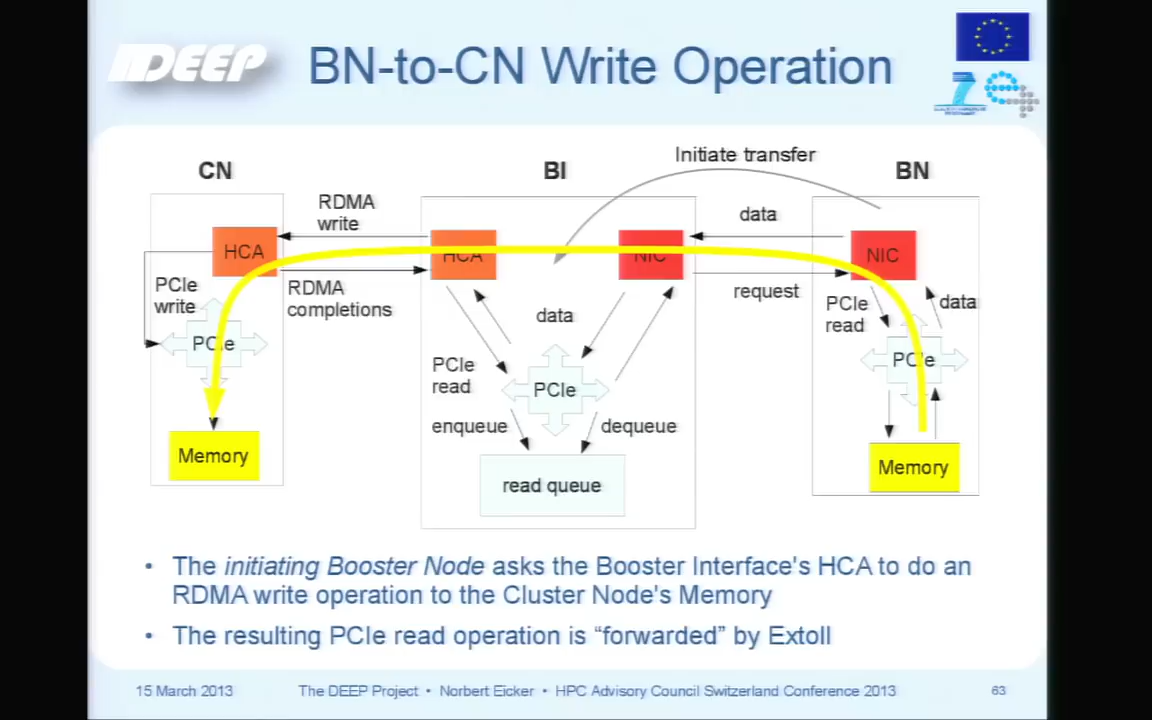 DEEP
BN-to-CN Write Operation
CN
BI
BN
Initiate transfer
RDMA
write
data
HCA
HCA
NIC
NIC
PCIe
write
RDMA
completions
request
PCIe
read
data
data
PCIe
PCIe
PCIe
read
PCIe
enqueue
dequeue
Memory
read queue
Memory
• The initiating Booster Node asks the Booster Interface's HCA to do an
RDMA write operation to the Cluster Node's Memory
• The resulting PCIe read operation is “forwarded” by Extoll
15 March 2013
The DEEP Project • Norbert Eicker • HPC Advisory Council Switzerland Conference 2013
63